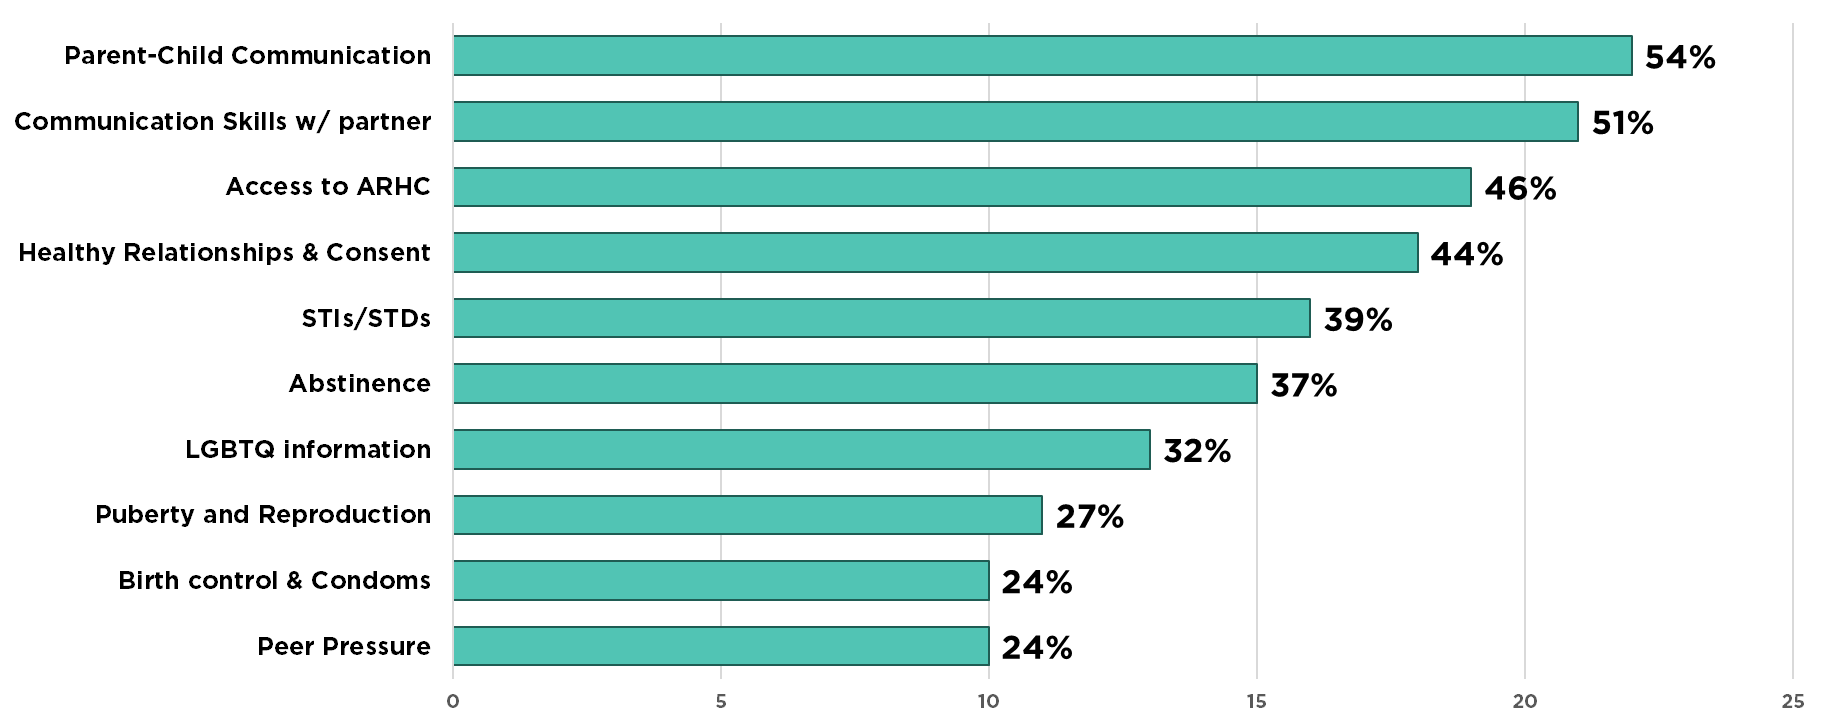 Parent-Child Communication 54%
Communication Skills w/ partner 51%
Access to ARHC 46%
Healthy Relationships & Consent 44%
STIs/STDs 39%
Abstinence 37%
LGBTQ information 32%
Puberty and Reproduction 27%
Birth control & Condoms 24%
Peer Pressure 24%
0 5 10 15 20 25